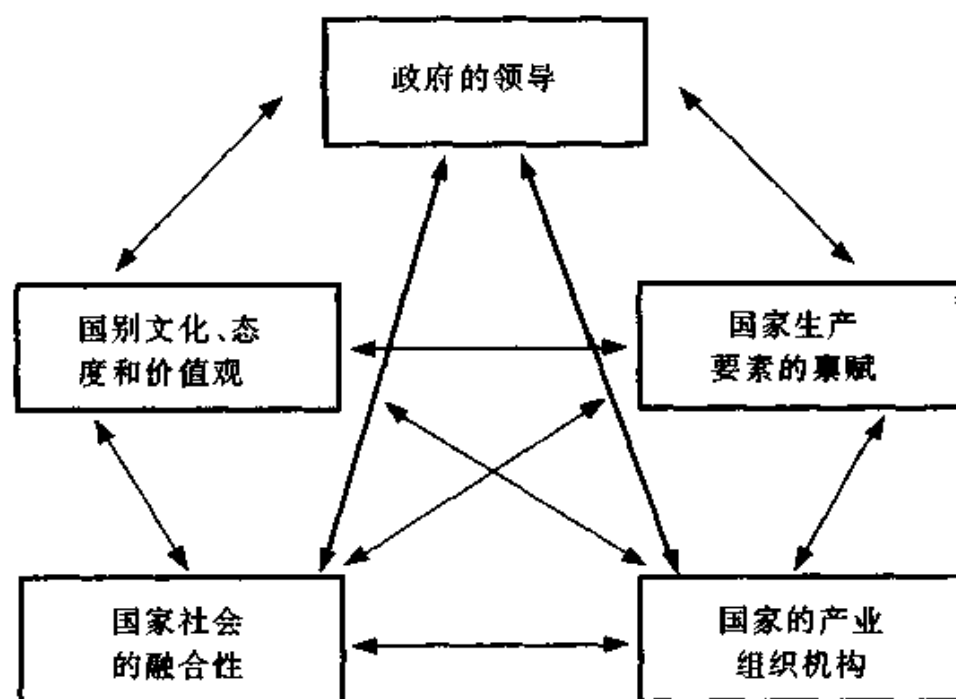 政府的领导
国别文化、态
度和价值观
国家生产
要素的禀赋
国家社会
的融合性
国家的产业
组织机构